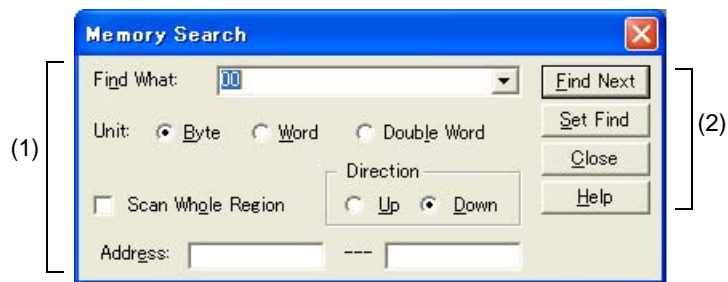 Memory Search
(1)
Find What: 00
Unit: Byte Word Double Word
Direction
Scan Whole Region Up Down
Address: ---
Find Next
Set Find
Close
Help
(2)